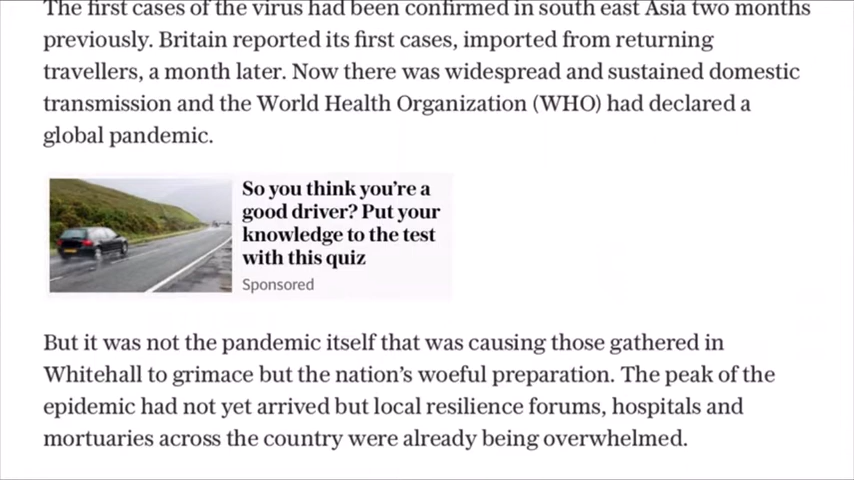 The first cases of the virus had been confirmed in south east Asia two months
previously. Britain reported its first cases, imported from returning
travellers, a month later. Now there was widespread and sustained domestic
transmission and the World Health Organization (WHO) had declared a
global pandemic.
So you think you’re a
good driver? Put your
knowledge to the test
with this quiz
Sponsored
But it was not the pandemic itself that was causing those gathered in
Whitehall to grimace but the nation’s woeful preparation. The peak of the
epidemic had not yet arrived but local resilience forums, hospitals and
mortuaries across the country were already being overwhelmed.